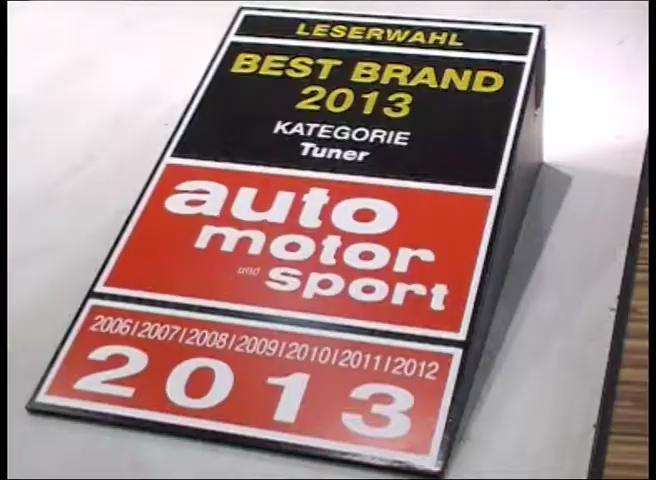 LESERWAHL
BEST BRAND
2013
KATEGORIE
Tuner
auto
motor
und sport
2006|2007|2008|2009|2010|2011|2012
2013